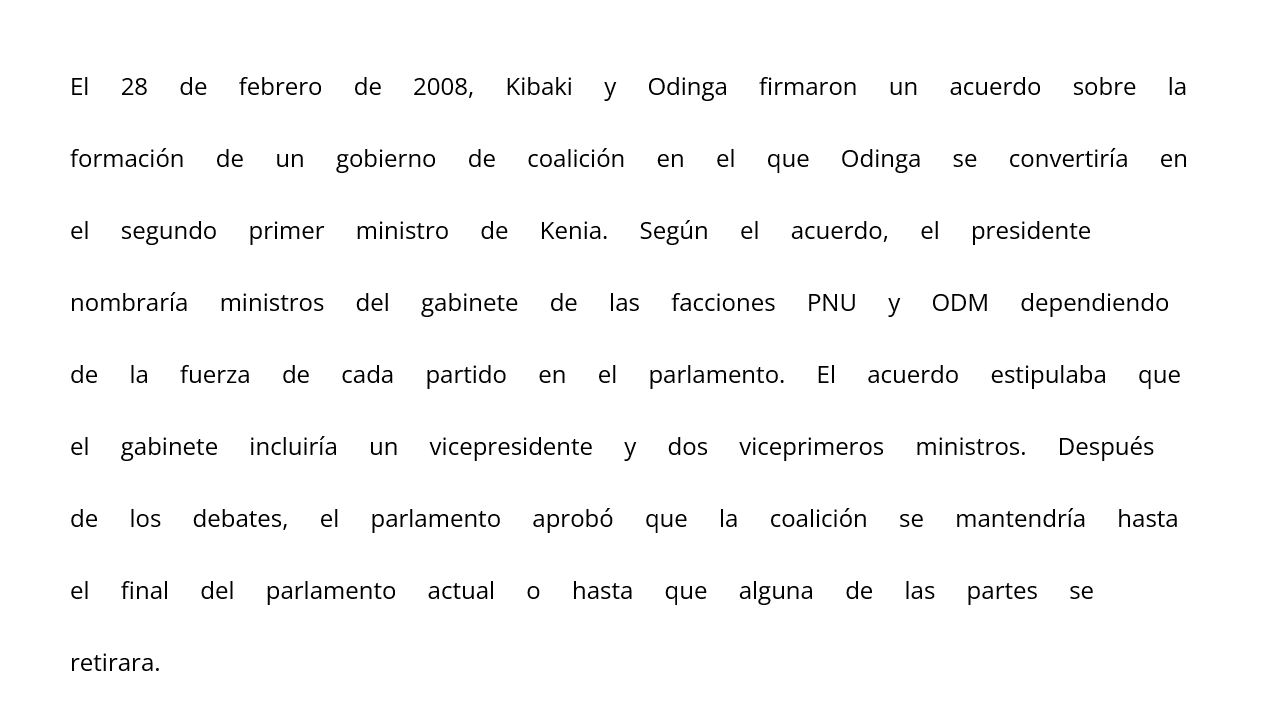 El 28 de febrero de 2008, Kibaki y Odinga firmaron un acuerdo sobre la
formación de un gobierno de coalición en el que Odinga se convertiría en
el segundo primer ministro de Kenia. Según el acuerdo, el presidente
nombraría ministros del gabinete de las facciones PNU y ODM dependiendo
de la fuerza de cada partido en el parlamento. El acuerdo estipulaba que
el gabinete incluiría un vicepresidente y dos viceprimeros ministros. Después
de los debates, el parlamento aprobó que la coalición se mantendría hasta
el final del parlamento actual o hasta que alguna de las partes se
retirara.